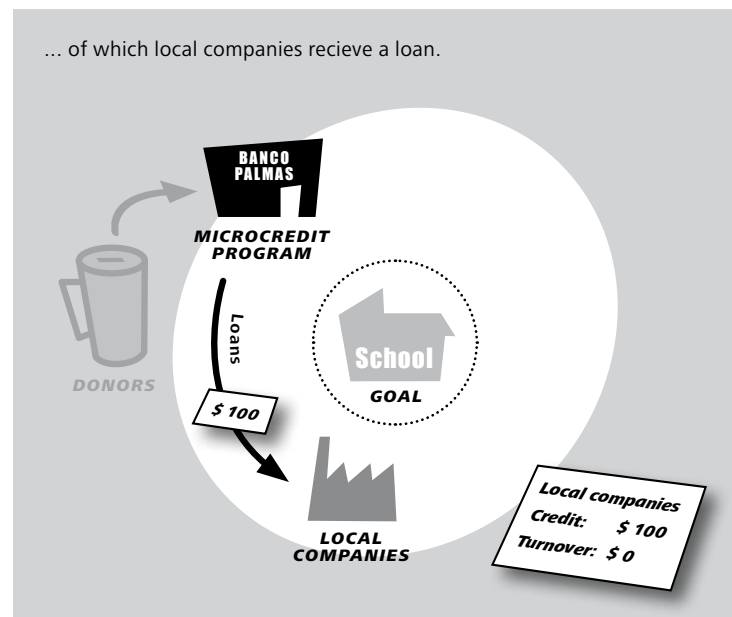 ... of which local companies recieve a loan.
BANCO
PALMAS
MICROCREDIT
PROGRAM
Loans
$ 100
DONORS
School
GOAL
LOCAL
COMPANIES
Local companies
Credit: $ 100
Turnover: $ 0